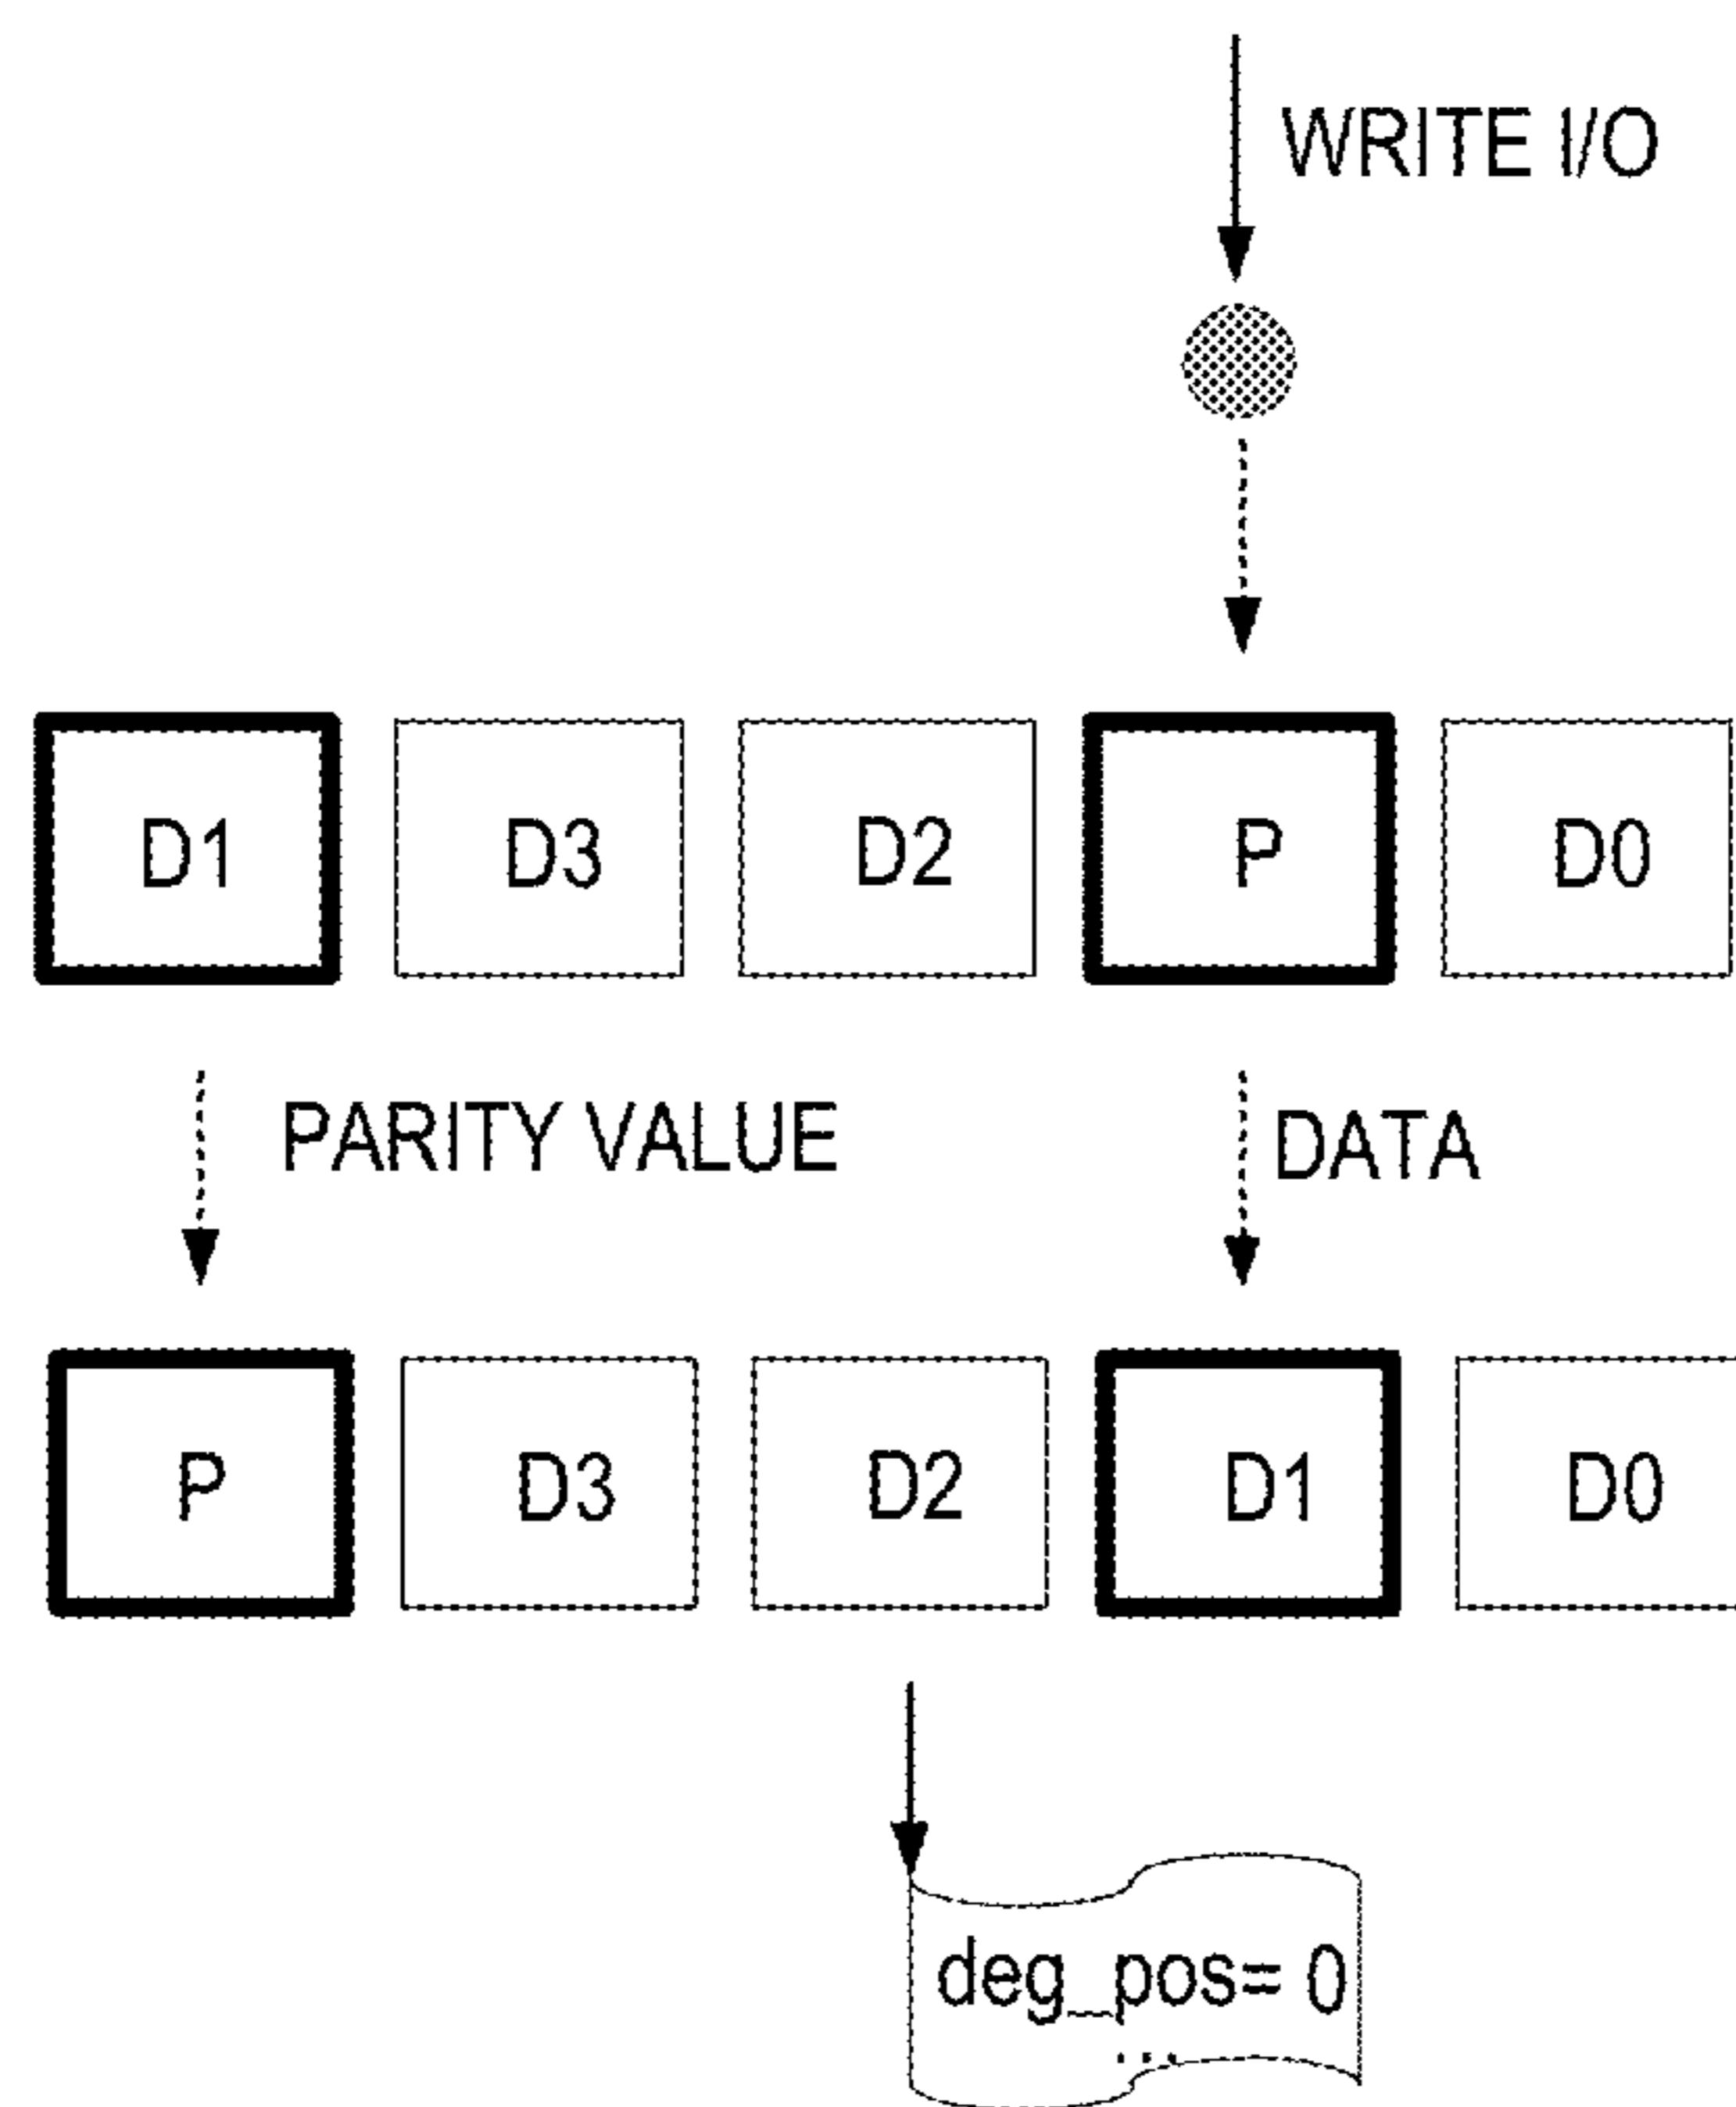 WRITE I/O
D1 D3 D2 P D0
PARITY VALUE DATA
P D3 D2 D1 D0
deg_pos= 0
...